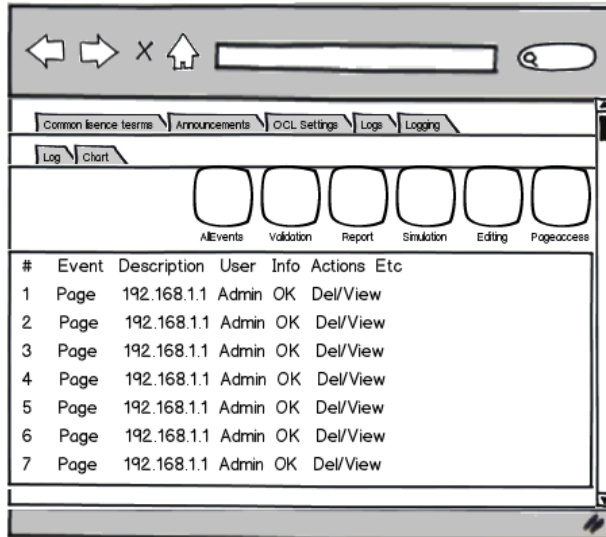 Common lisence tesrms Announcements OCL Settings Logs Logging
Log Chart
AllEvents Validation Report Simulation Editing Pageaccess
# Event Description User Info Actions Etc
1 Page 192.168.1.1 Admin OK Del/View
2 Page 192.168.1.1 Admin OK Del/View
3 Page 192.168.1.1 Admin OK Del/View
4 Page 192.168.1.1 Admin OK Del/View
5 Page 192.168.1.1 Admin OK Del/View
6 Page 192.168.1.1 Admin OK Del/View
7 Page 192.168.1.1 Admin OK Del/View